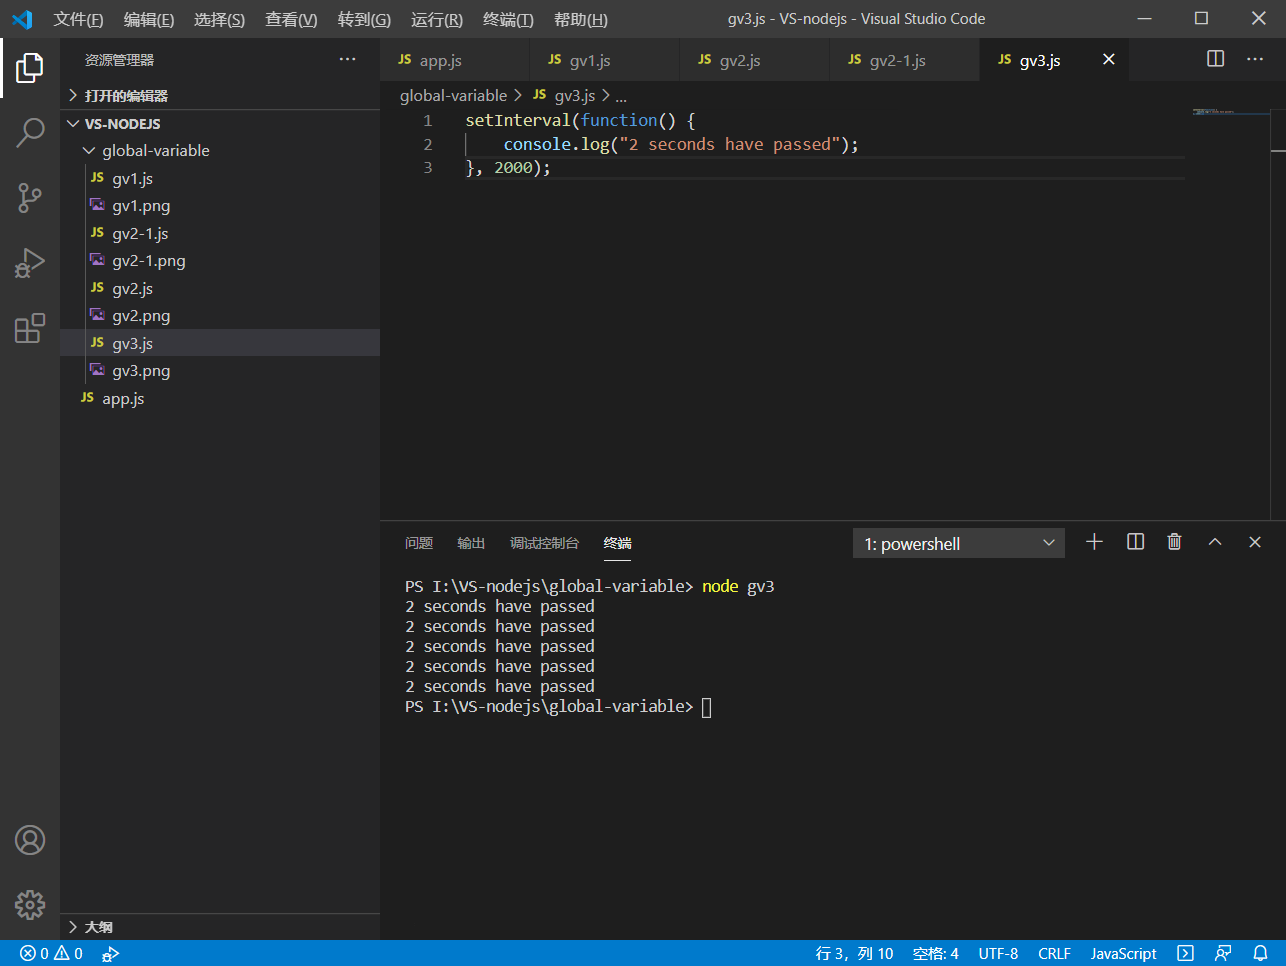 文件(F) 编辑(E) 选择(S) 查看(V) 转到(G) 运行(R) 终端(T) 帮助(H) gv3.js - VS-nodejs - Visual Studio Code
资源管理器
打开的编辑器
VS-NODEJS
global-variable
JS gv1.js
gv1.png
JS gv2-1.js
gv2-1.png
JS gv2.js
gv2.png
JS gv3.js
gv3.png
JS app.js
大纲
JS app.js JS gv1.js JS gv2.js JS gv2-1.js JS gv3.js
global-variable > JS gv3.js > ...
1 setInterval(function() {
2 console.log("2 seconds have passed");
3 }, 2000);
问题 输出 调试控制台 终端 1: powershell
PS I:\VS-nodejs\global-variable> node gv3
2 seconds have passed
2 seconds have passed
2 seconds have passed
2 seconds have passed
2 seconds have passed
PS I:\VS-nodejs\global-variable>
0 0 行 3，列 10 空格: 4 UTF-8 CRLF JavaScript